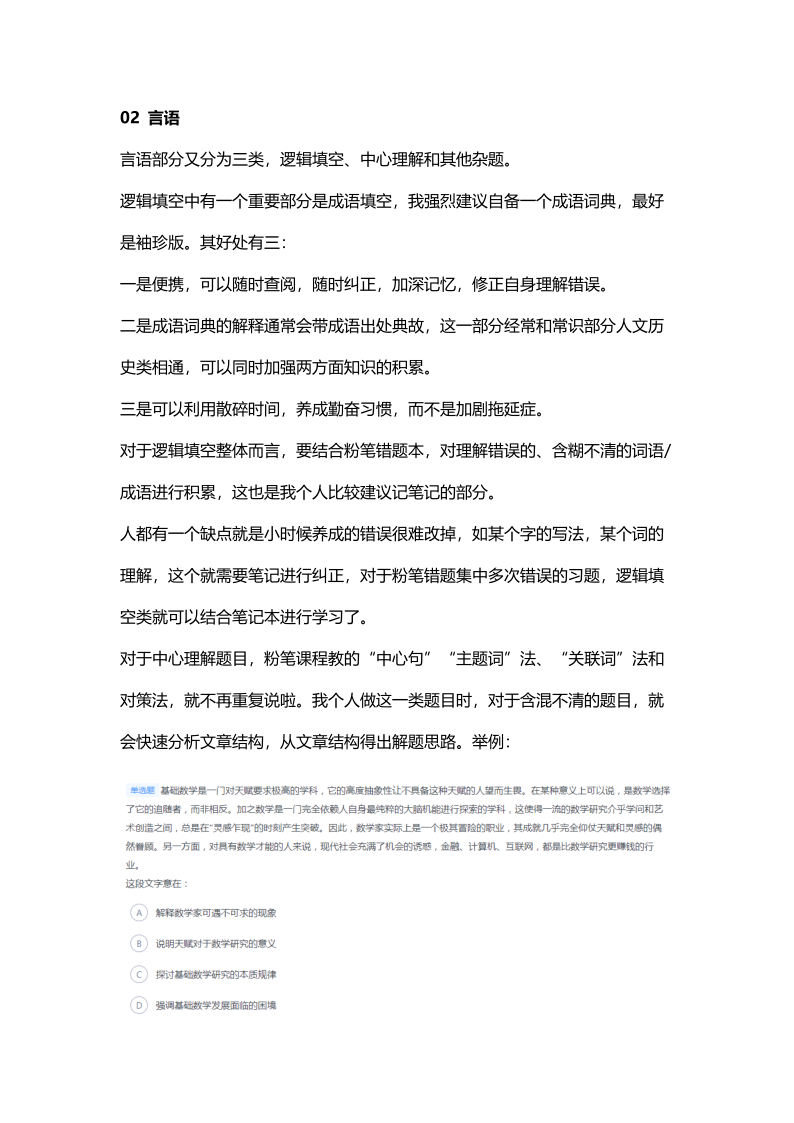 02 言语
言语部分又分为三类，逻辑填空、中心理解和其他杂题。
逻辑填空中有一个重要部分是成语填空，我强烈建议自备一个成语词典，最好
是袖珍版。其好处有三：
一是便携，可以随时查阅，随时纠正，加深记忆，修正自身理解错误。
二是成语词典的解释通常会带成语出处典故，这一部分经常和常识部分人文历
史类相通，可以同时加强两方面知识的积累。
三是可以利用散碎时间，养成勤奋习惯，而不是加剧拖延症。
对于逻辑填空整体而言，要结合粉笔错题本，对理解错误的、含糊不清的词语/
成语进行积累，这也是我个人比较建议记笔记的部分。
人都有一个缺点就是小时候养成的错误很难改掉，如某个字的写法，某个词的
理解，这个就需要笔记进行纠正，对于粉笔错题集中多次错误的习题，逻辑填
空类就可以结合笔记本进行学习了。
对于中心理解题目，粉笔课程教的“中心句”“主题词”法、“关联词”法和
对策法，就不再重复说啦。我个人做这一类题目时，对于含混不清的题目，就
会快速分析文章结构，从文章结构得出解题思路。举例：
单选题 基础数学是一门对天赋要求极高的学科，它的高度抽象性让不具备这种天赋的人望而生畏。在某种意义上可以说，是数学选择
了它的追随者，而非相反。加之数学是一门完全依赖人自身最纯粹的大脑机能进行探索的学科，这使得一流的数学研究介乎学问和艺
术创造之间，总是在“灵感乍现”的时刻产生突破。因此，数学家实际上是一个极其冒险的职业，其成就几乎完全仰仗天赋和灵感的偶
然眷顾。另一方面，对具有数学才能的人来说，现代社会充满了机会的诱惑，金融、计算机、互联网，都是比数学研究更赚钱的行
业。
这段文字意在：
A 解释数学家可遇不可求的现象
B 说明天赋对于数学研究的意义
C 探讨基础数学研究的本质规律
D 强调基础数学发展面临的困境